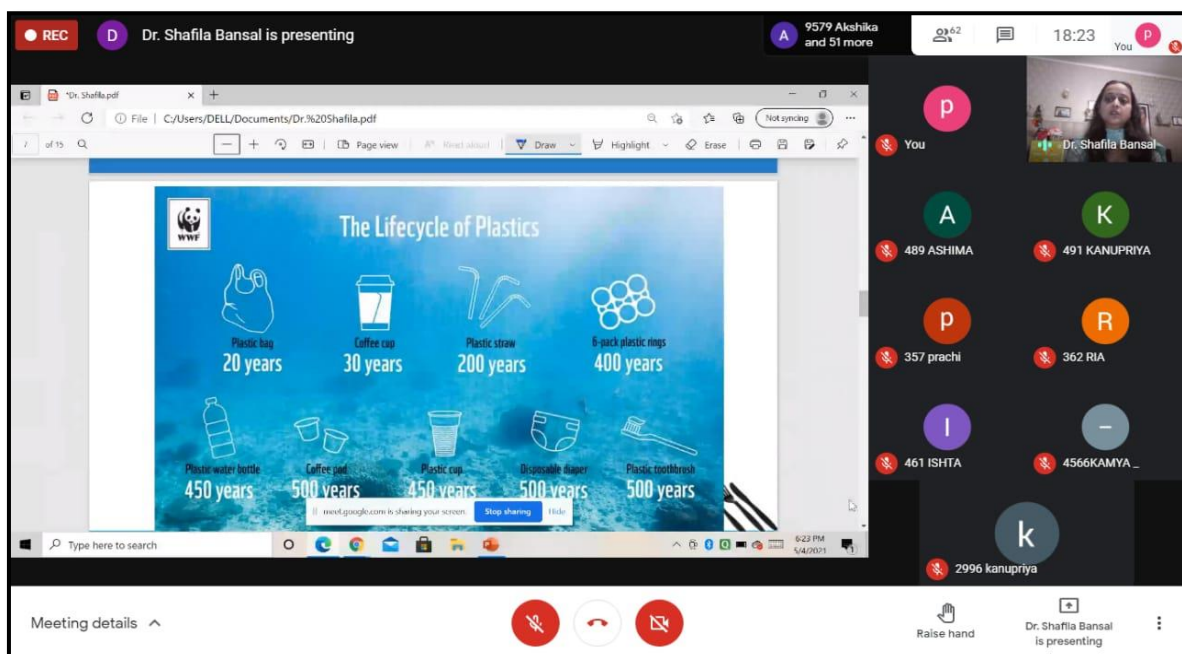 REC
D
Dr. Shafila Bansal is presenting
A
9579 Akshika
and 51 more
62
18:23
You
p
*Dr. Shafila.pdf
File | C:/Users/DELL/Documents/Dr.%20Shafila.pdf
Not syncing
7 of 15
Page view
Read aloud
Draw
Highlight
Erase
WWF
The Lifecycle of Plastics
Plastic bag
20 years
Coffee cup
30 years
Plastic straw
200 years
6-pack plastic rings
400 years
Plastic water bottle
450 years
Coffee pod
500 years
Plastic cup
450 years
Disposable diaper
500 years
Plastic toothbrush
500 years
meet.google.com is sharing your screen.
Stop sharing
Hide
Type here to search
6:23 PM
5/4/2021
p
You
Dr. Shafila Bansal
A
489 ASHIMA
K
491 KANUPRIYA
p
357 prachi
R
362 RIA
I
461 ISHTA
–
4566KAMYA _
k
2996 kanupriya
Meeting details
Raise hand
Dr. Shafila Bansal
is presenting